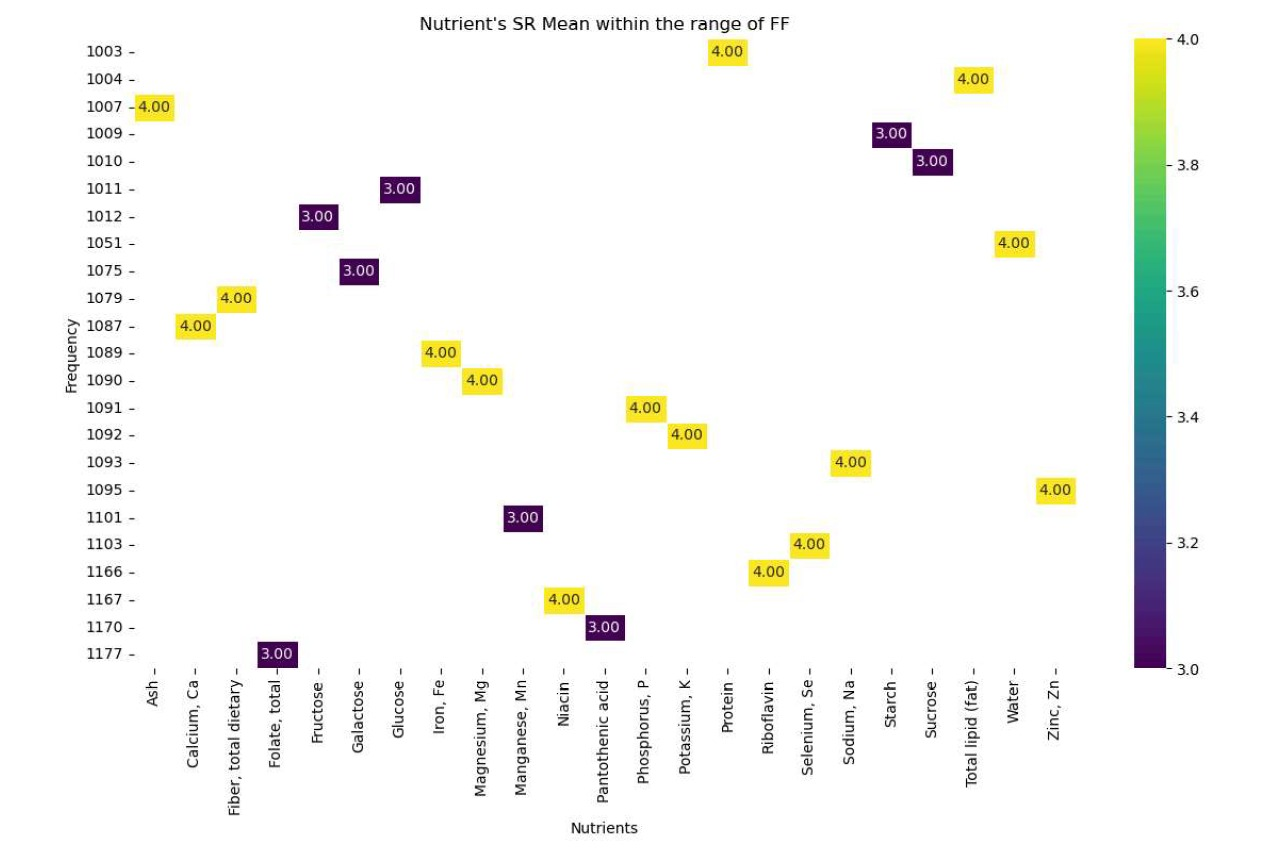 Nutrient's SR Mean within the range of FF
1003 4.00 4.0
1004 4.00
1007 4.00 3.8
1009 3.00
1010 3.00
1011 3.00
1012 3.00
1051 4.00
1075 3.00
1079 4.00 3.6
1087 4.00
1089 4.00
1090 4.00
1091 4.00 3.4
1092 4.00
1093 4.00
1095 4.00
1101 3.00
1103 4.00 3.2
1166 4.00
1167 4.00
1170 3.00
1177 3.00 3.0
Frequency
Ash
Calcium, Ca
Fiber, total dietary
Folate, total
Fructose
Galactose
Glucose
Iron, Fe
Magnesium, Mg
Manganese, Mn
Niacin
Pantothenic acid
Phosphorus, P
Potassium, K
Protein
Riboflavin
Selenium, Se
Sodium, Na
Starch
Sucrose
Total lipid (fat)
Water
Zinc, Zn
Nutrients